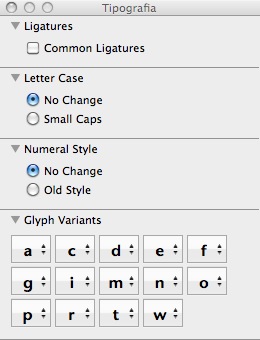 Tipografia
Ligatures
Common Ligatures
Letter Case
No Change
Small Caps
Numeral Style
No Change
Old Style
Glyph Variants
a c d e f
g i m n o
p r t w